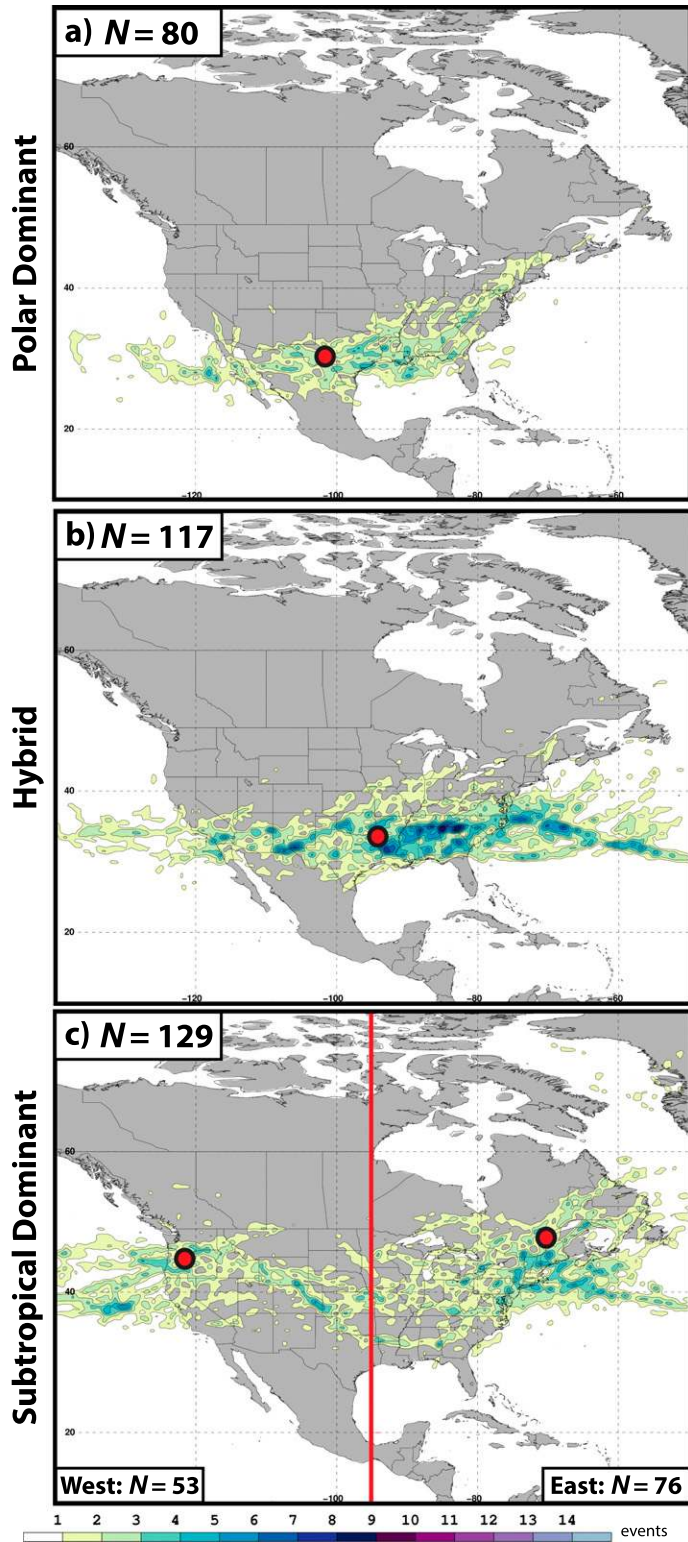 a) N = 80
Polar Dominant
60
40
20
-120
-100
-80
-60
b) N = 117
Hybrid
60
40
20
-120
-100
-80
-60
c) N = 129
Subtropical Dominant
60
40
20
West: N = 53
-100
-80
East: N = 76
1 2 3 4 5 6 7 8 9 10 11 12 13 14 events